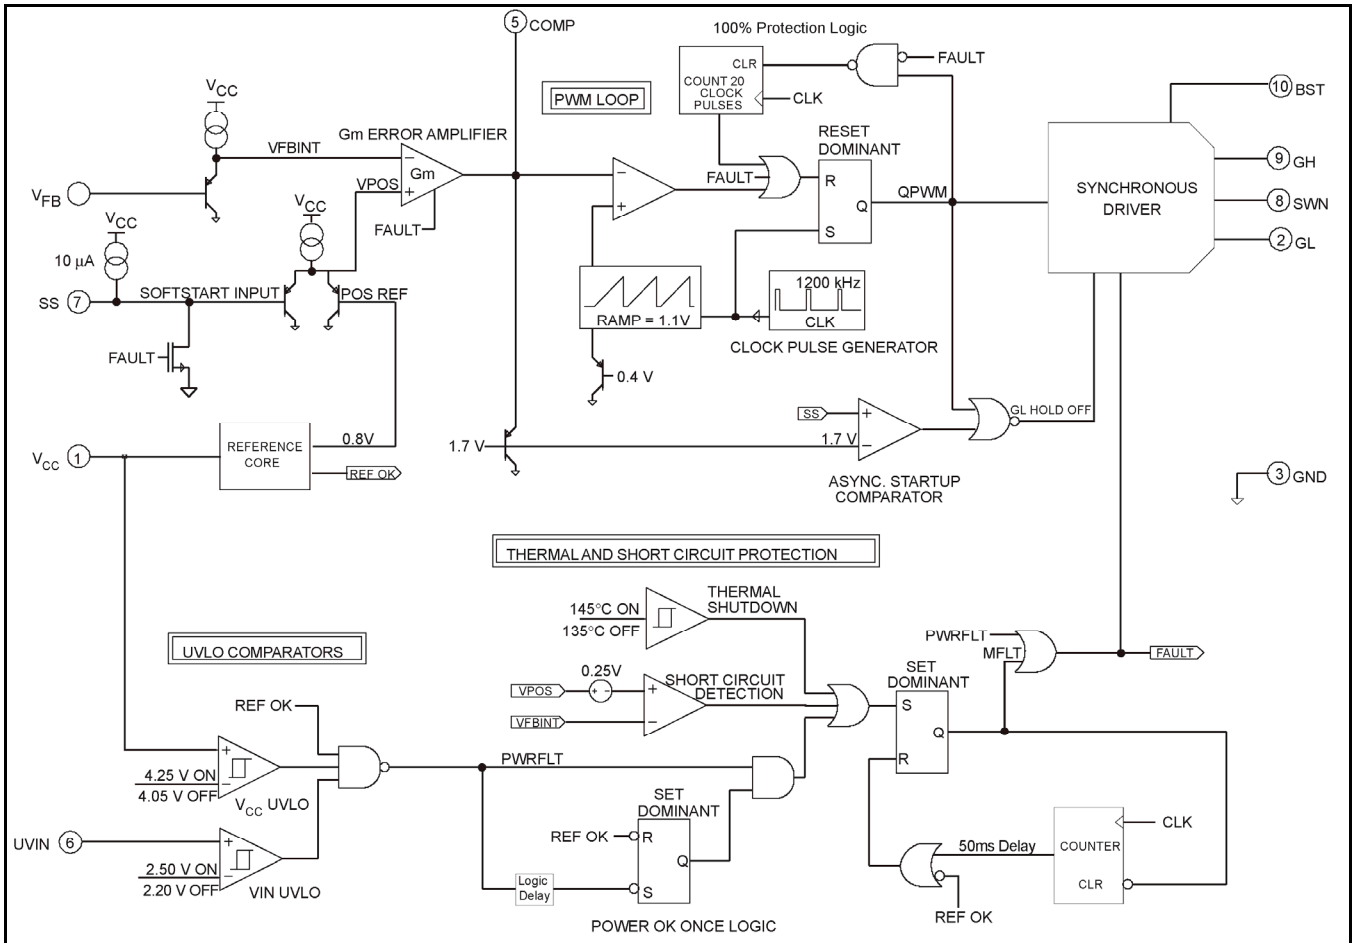 5 COMP
100% Protection Logic
CLR
COUNT 20
CLOCK
PULSES
CLK
FAULT
10 BST
VCC
PWM LOOP
Gm ERROR AMPLIFIER
VFBINT
−
Gm
+
VPOS
FAULT
VFB
VCC
VCC
10 µA
SS 7
SOFTSTART INPUT
POS REF
FAULT
−
+
FAULT
RESET
DOMINANT
R
Q
S
QPWM
SYNCHRONOUS
DRIVER
9 GH
8 SWN
2 GL
RAMP = 1.1V
1200 kHz
CLK
CLOCK PULSE GENERATOR
0.4 V
SS
+
1.7 V
−
GL HOLD OFF
ASYNC. STARTUP
COMPARATOR
1.7 V
VCC 1
REFERENCE
CORE
0.8V
REF OK
3 GND
THERMAL AND SHORT CIRCUIT PROTECTION
145°C ON
135°C OFF
THERMAL
SHUTDOWN
UVLO COMPARATORS
0.25V
VPOS
+ −
+
VFBINT
−
SHORT CIRCUIT
DETECTION
SET
DOMINANT
S
Q
R
PWRFLT
MFLT
FAULT
REF OK
+
4.25 V ON
−
4.05 V OFF
VCC UVLO
PWRFLT
SET
DOMINANT
REF OK
R
Q
S
Logic
Delay
POWER OK ONCE LOGIC
UVIN 6
+
2.50 V ON
−
2.20 V OFF
VIN UVLO
50ms Delay
REF OK
COUNTER
CLR
CLK